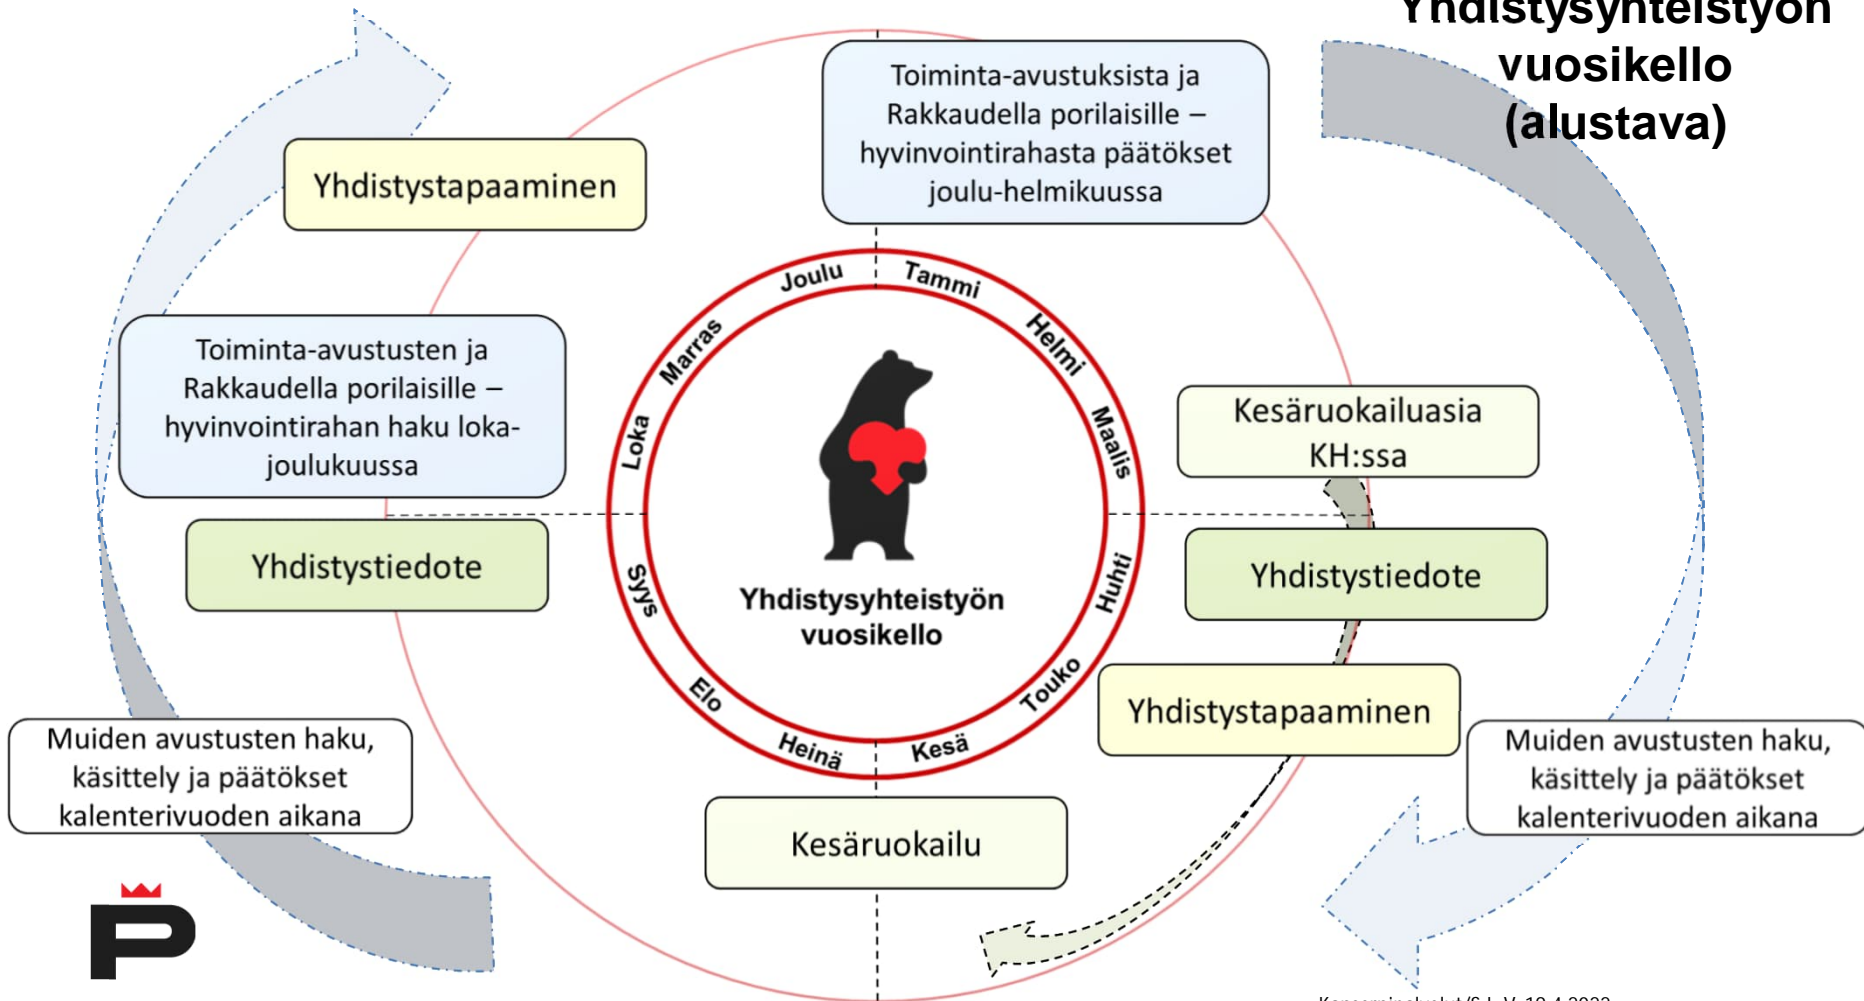 Yhdistysyhteistyön
vuosikello
(alustava)
Toiminta-avustuksista ja
Rakkaudella porilaisille –
hyvinvointirahasta päätökset
joulu-helmikuussa
Yhdistystapaaminen
Toiminta-avustusten ja
Rakkaudella porilaisille –
hyvinvointirahan haku loka-
joulukuussa
Yhdistystiedote
Muiden avustusten haku,
käsittely ja päätökset
kalenterivuoden aikana
Tammi
Helmi
Maalis
Huhti
Touko
Kesä
Heinä
Elo
Syys
Loka
Marras
Joulu
Yhdistysyhteistyön
vuosikello
Kesäruokailuasia
KH:ssa
Yhdistystiedote
Yhdistystapaaminen
Muiden avustusten haku,
käsittely ja päätökset
kalenterivuoden aikana
Kesäruokailu
P